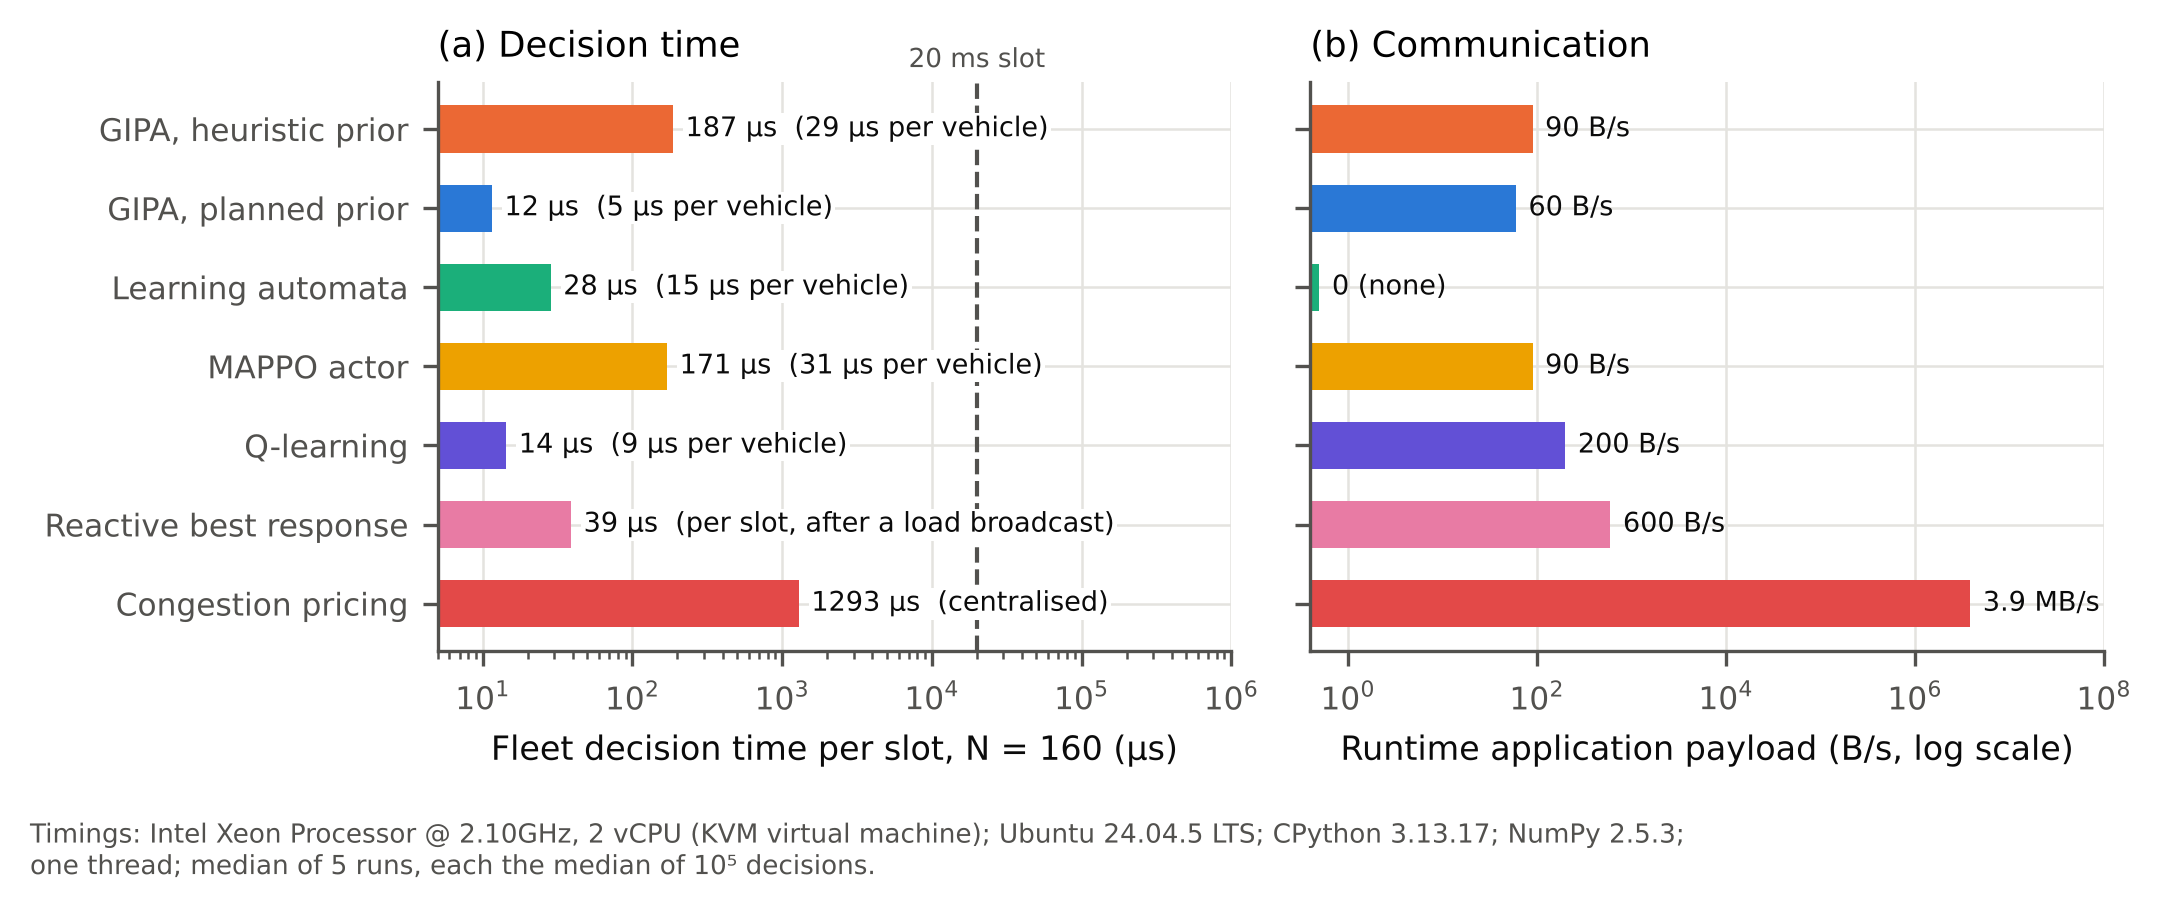 (a) Decision time
20 ms slot
(b) Communication
GIPA, heuristic prior
187 µs (29 µs per vehicle)
90 B/s
GIPA, planned prior
12 µs (5 µs per vehicle)
60 B/s
Learning automata
28 µs (15 µs per vehicle)
0 (none)
MAPPO actor
171 µs (31 µs per vehicle)
90 B/s
Q-learning
14 µs (9 µs per vehicle)
200 B/s
Reactive best response
39 µs (per slot, after a load broadcast)
600 B/s
Congestion pricing
1293 µs (centralised)
3.9 MB/s
10¹ 10² 10³ 10⁴ 10⁵ 10⁶
10⁰ 10² 10⁴ 10⁶ 10⁸
Fleet decision time per slot, N = 160 (µs)
Runtime application payload (B/s, log scale)
Timings: Intel Xeon Processor @ 2.10GHz, 2 vCPU (KVM virtual machine); Ubuntu 24.04.5 LTS; CPython 3.13.17; NumPy 2.5.3;
one thread; median of 5 runs, each the median of 10⁵ decisions.